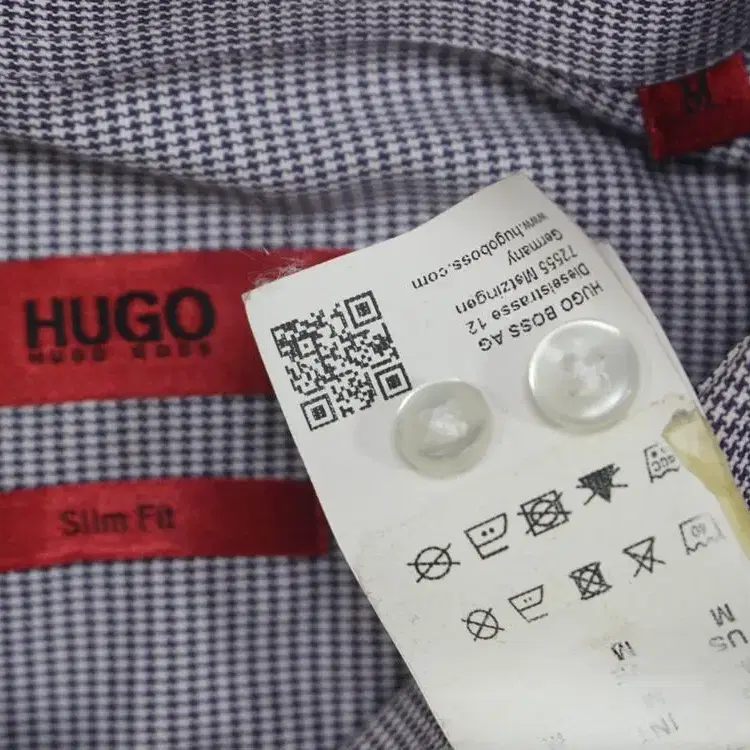 M
HUGO
HUGO BOSS
Slim Fit
HUGO BOSS AG
Dieselstrasse 12
72555 Metzingen
Germany
www.hugoboss.com
US
M
M